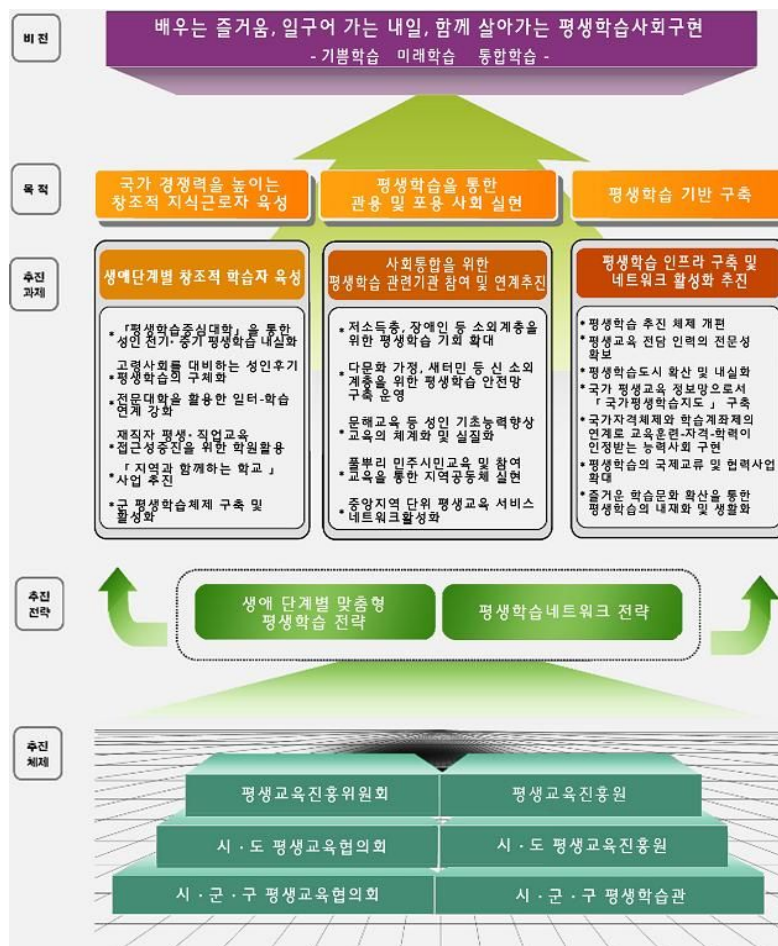 비전
배우는 즐거움, 일구어 가는 내일, 함께 살아가는 평생학습사회구현
- 기쁨학습 미래학습 통합학습 -
목적
국가 경쟁력을 높이는
창조적 지식근로자 육성
평생학습을 통한
관용 및 포용 사회 실현
평생학습 기반 구축
추진
과제
생애단계별 창조적 학습자 육성
• 「평생학습중심대학」을 통한
성인 전기·중기 평생학습 내실화
고령사회를 대비하는 성인후기
• 평생학습의 구체화
• 전문대학을 활용한 일터-학습
연계 강화
재직자 평생·직업교육
• 접근성증진을 위한 학원활용
• 「지역과 함께하는 학교」
사업 추진
• 군 평생학습체제 구축 및
활성화
사회통합을 위한
평생학습 관련기관 참여 및 연계추진
• 저소득층, 장애인 등 소외계층을
위한 평생학습 기회 확대
다문화 가정, 새터민 등 신 소외
• 계층을 위한 평생학습 안전망
구축 운영
• 문해교육 등 성인 기초능력향상
교육의 체계화 및 실질화
• 풀뿌리 민주시민교육 및 참여
교육을 통한 지역공동체 실현
• 중앙지역 단위 평생교육 서비스
네트워크활성화
평생학습 인프라 구축 및
네트워크 활성화 추진
• 평생학습 추진 체제 개편
• 평생교육 전담 인력의 전문성
확보
• 평생학습도시 확산 및 내실화
• 국가 평생교육 정보망으로서
「국가평생학습지도」 구축
• 국가자격체제와 학습계좌제의
연계로 교육훈련-자격-학력이
인정받는 능력사회 구현
• 평생학습의 국제교류 및 협력사업
확대
• 즐거운 학습문화 확산을 통한
평생학습의 내재화 및 생활화
추진
전략
생애 단계별 맞춤형
평생학습 전략
평생학습네트워크 전략
추진
체제
평생교육진흥위원회
평생교육진흥원
시·도 평생교육협의회
시·도 평생교육진흥원
시·군·구 평생교육협의회
시·군·구 평생학습관